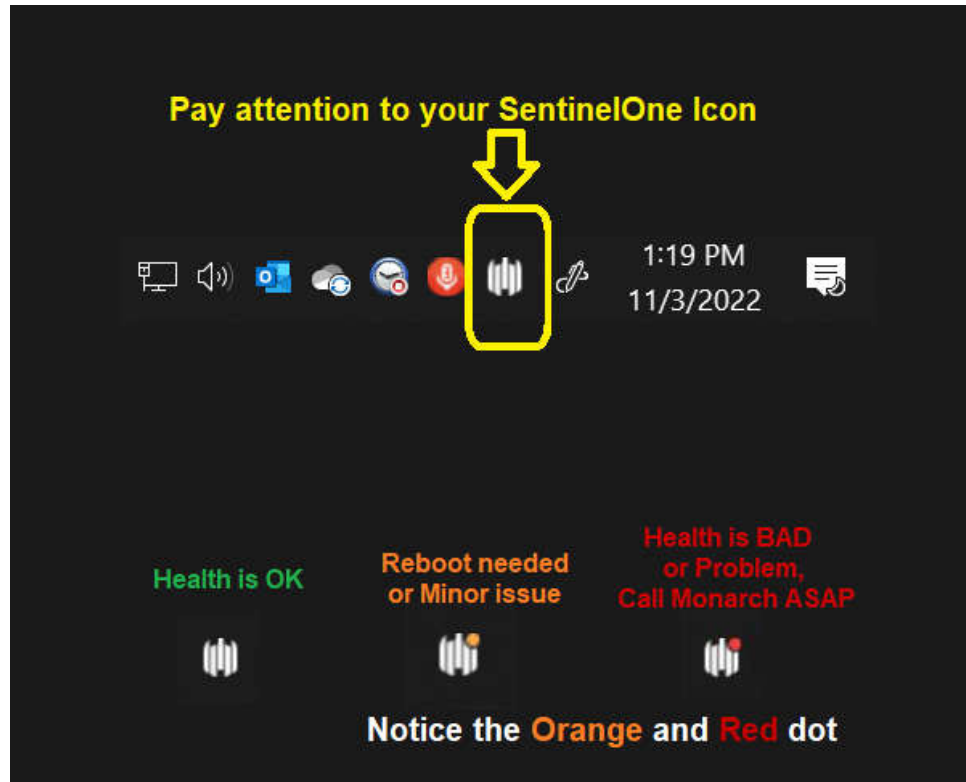 Pay attention to your SentinelOne Icon
1:19 PM
11/3/2022
Health is OK
Reboot needed
or Minor issue
Health is BAD
or Problem,
Call Monarch ASAP
Notice the Orange and Red dot